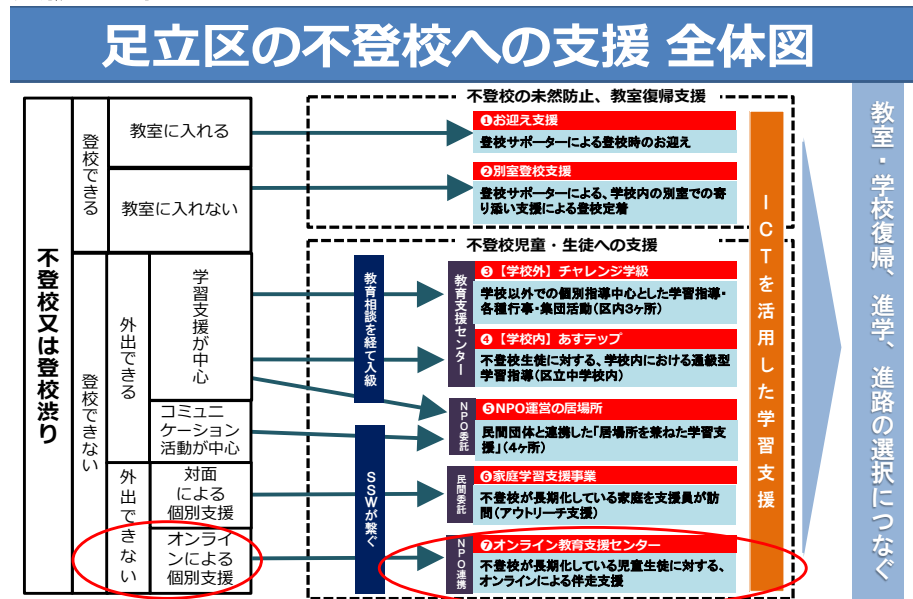 足立区の不登校への支援 全体図
不登校又は登校渋り
登校できる
教室に入れる
教室に入れない
登校できない
外出できる
学習支援が中心
コミュニ
ケーション
活動が中心
外出できない
対面
による
個別支援
オンライ
ンによる
個別支援
教育相談を経て入級
SSWが繋ぐ
不登校の未然防止、教室復帰支援
❶お迎え支援
登校サポーターによる登校時のお迎え
❷別室登校支援
登校サポーターによる、学校内の別室での寄
り添い支援による登校定着
不登校児童・生徒への支援
教育支援センター
❸【学校外】チャレンジ学級
学校以外での個別指導中心とした学習指導・
各種行事・集団活動(区内3ヶ所)
❹【学校内】あすテップ
不登校生徒に対する、学校内における通級型
学習指導(区立中学校内)
NPO委託
❺NPO運営の居場所
民間団体と連携した「居場所を兼ねた学習支
援」(4ヶ所)
民間委託
❻家庭学習支援事業
不登校が長期化している家庭を支援員が訪
問(アウトリーチ支援)
NPO連携
❼オンライン教育支援センター
不登校が長期化している児童生徒に対する、
オンラインによる伴走支援
ICTを活用した学習支援
教室・学校復帰、進学、進路の選択につなぐ